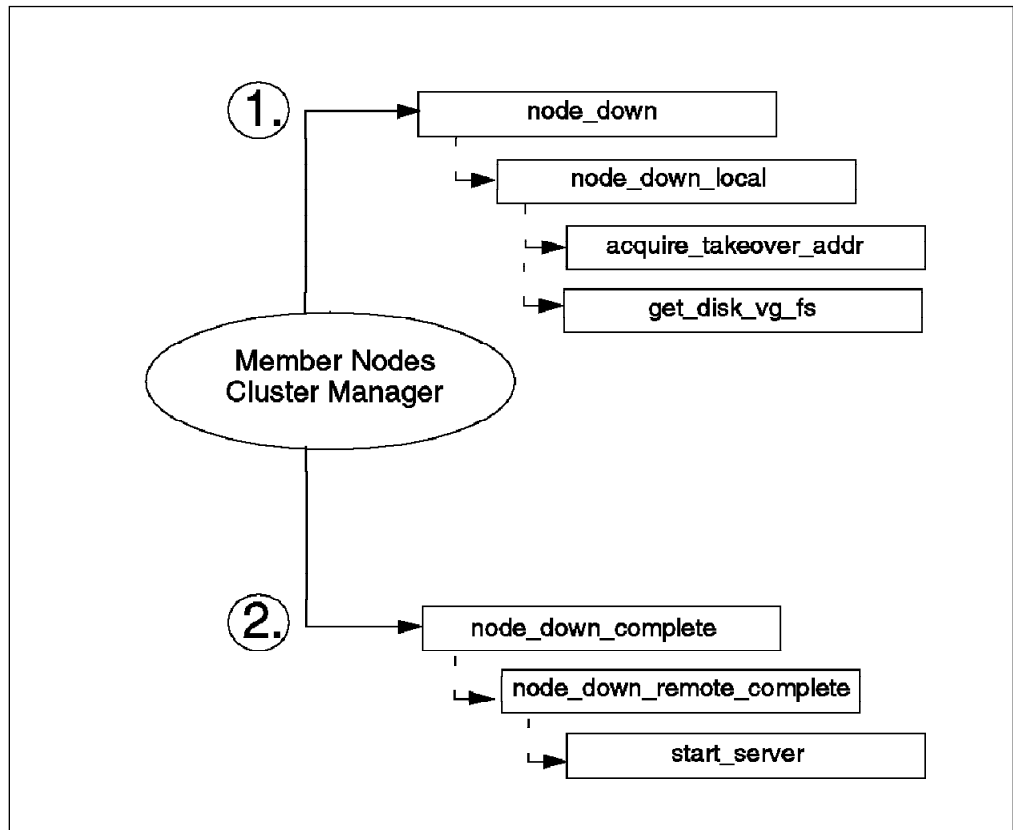 1.
node_down
node_down_local
acquire_takeover_addr
get_disk_vg_fs
Member Nodes
Cluster Manager
2.
node_down_complete
node_down_remote_complete
start_server